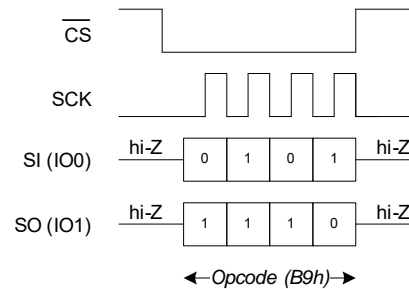 CS
SCK
hi-Z 0 1 0 1 hi-Z
SI (IO0)
hi-Z 1 1 1 0 hi-Z
SO (IO1)
Opcode (B9h)